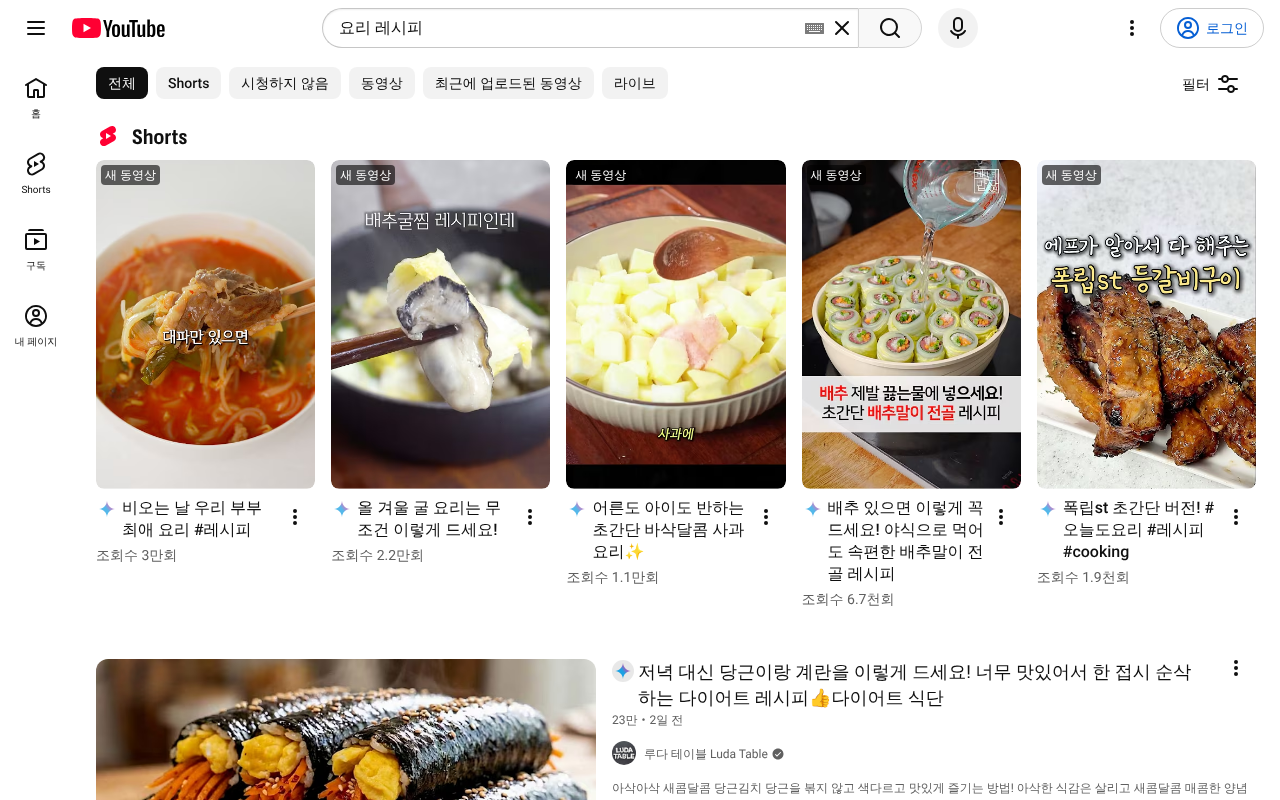 YouTube
요리 레시피
로그인
전체
Shorts
시청하지 않음
동영상
최근에 업로드된 동영상
라이브
필터
홈
Shorts
구독
내 페이지
Shorts
새 동영상
대파만 있으면
새 동영상
배추굴찜 레시피인데
새 동영상
사과에
새 동영상
배추 제발 끓는물에 넣으세요!
초간단 배추말이 전골 레시피
새 동영상
에프가 알아서 다 해주는
폭립st 등갈비구이
비오는 날 우리 부부
최애 요리 #레시피
조회수 3만회
올 겨울 굴 요리는 무
조건 이렇게 드세요!
조회수 2.2만회
어른도 아이도 반하는
초간단 바삭달콤 사과
요리✨
조회수 1.1만회
배추 있으면 이렇게 꼭
드세요! 야식으로 먹어
도 속편한 배추말이 전
골 레시피
조회수 6.7천회
폭립st 초간단 버전! #
오늘도요리 #레시피
#cooking
조회수 1.9천회
저녁 대신 당근이랑 계란을 이렇게 드세요! 너무 맛있어서 한 접시 순삭
하는 다이어트 레시피👍다이어트 식단
23만 • 2일 전
LUDA
TABLE
루다 테이블 Luda Table
아삭아삭 새콤달콤 당근김치 당근을 볶지 않고 색다르고 맛있게 즐기는 방법! 아삭한 식감은 살리고 새콤달콤 매콤한 양념